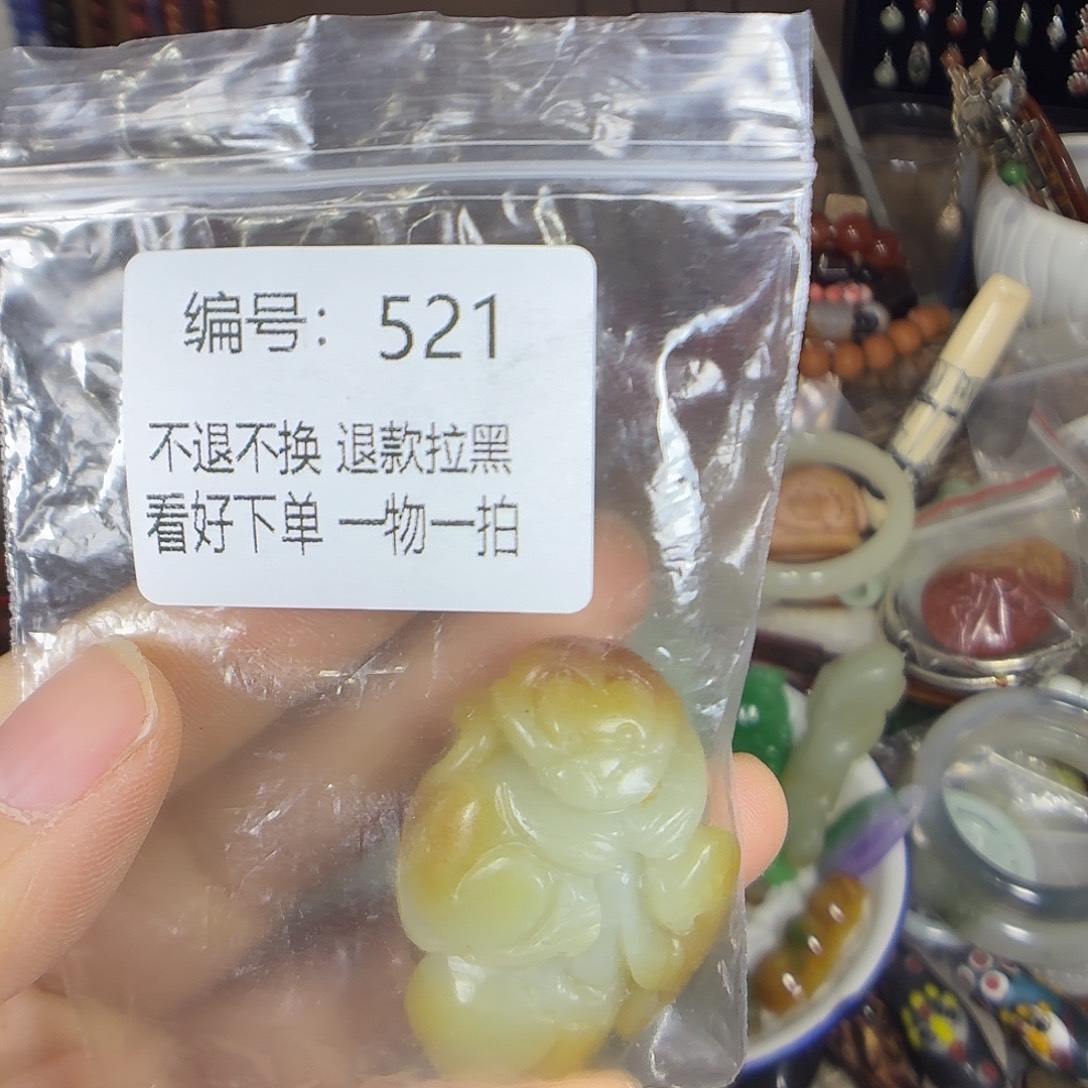 编号：521
不退不换 退款拉黑
看好下单 一物一拍